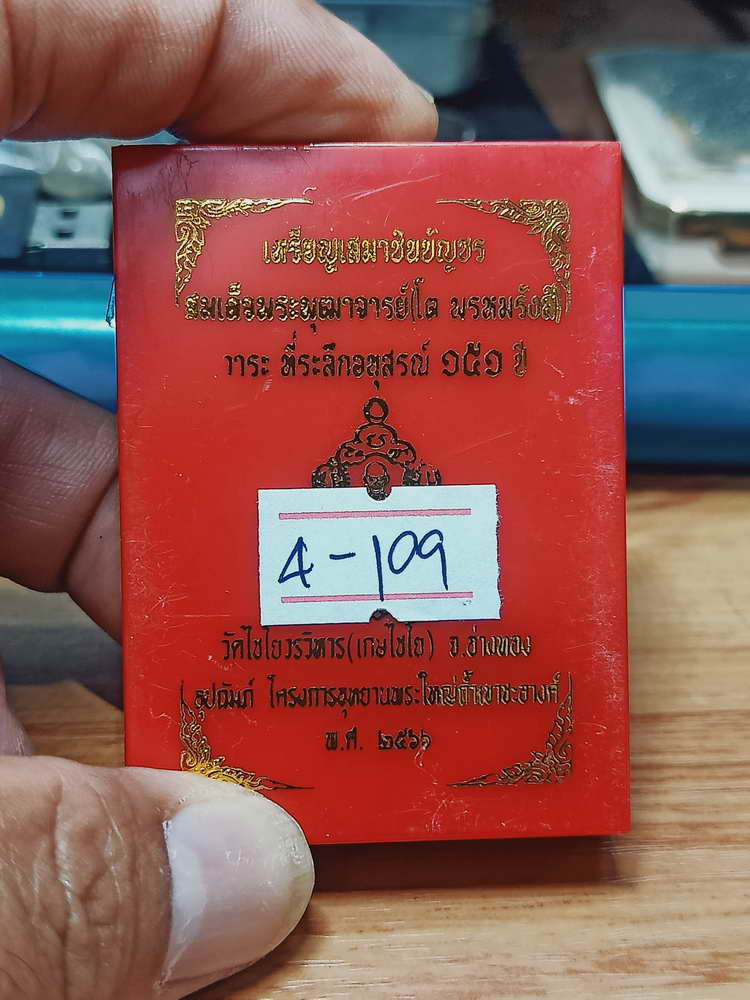 เหรียญเสมาชินบัญชร
สมเด็จพระพุฒาจารย์(โต พรหมรังสี)
วาระ ที่ระลึกอนุสรณ์ ๑๕๑ ปี
4-109
วัดไชโยวรวิหาร(เกษไชโย) จ.อ่างทอง
อุปถัมภ์ โครงการอุทยานพระใหญ่ถ้ำเขาชะอางค์
พ.ศ. ๒๕๖๖